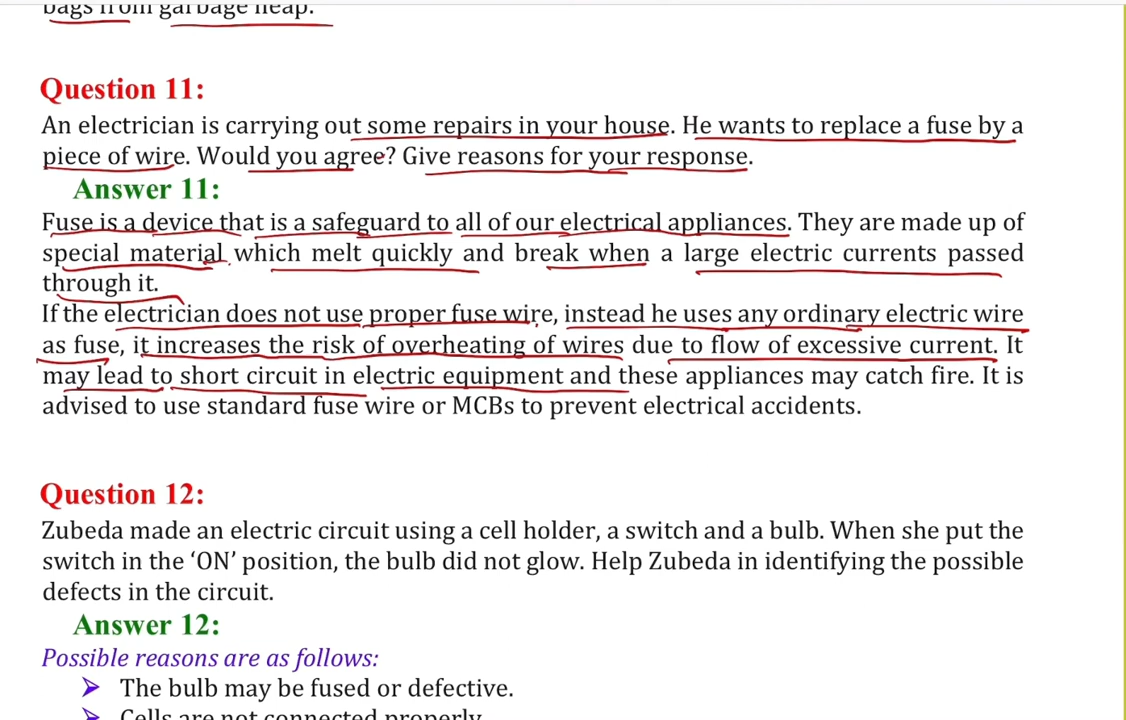 bags from garbage heap.
Question 11:
An electrician is carrying out some repairs in your house. He wants to replace a fuse by a
piece of wire. Would you agree? Give reasons for your response.
Answer 11:
Fuse is a device that is a safeguard to all of our electrical appliances. They are made up of
special material which melt quickly and break when a large electric currents passed
through it.
If the electrician does not use proper fuse wire, instead he uses any ordinary electric wire
as fuse, it increases the risk of overheating of wires due to flow of excessive current. It
may lead to short circuit in electric equipment and these appliances may catch fire. It is
advised to use standard fuse wire or MCBs to prevent electrical accidents.
Question 12:
Zubeda made an electric circuit using a cell holder, a switch and a bulb. When she put the
switch in the ‘ON’ position, the bulb did not glow. Help Zubeda in identifying the possible
defects in the circuit.
Answer 12:
Possible reasons are as follows:
➢ The bulb may be fused or defective.
➢ Cells are not connected properly.